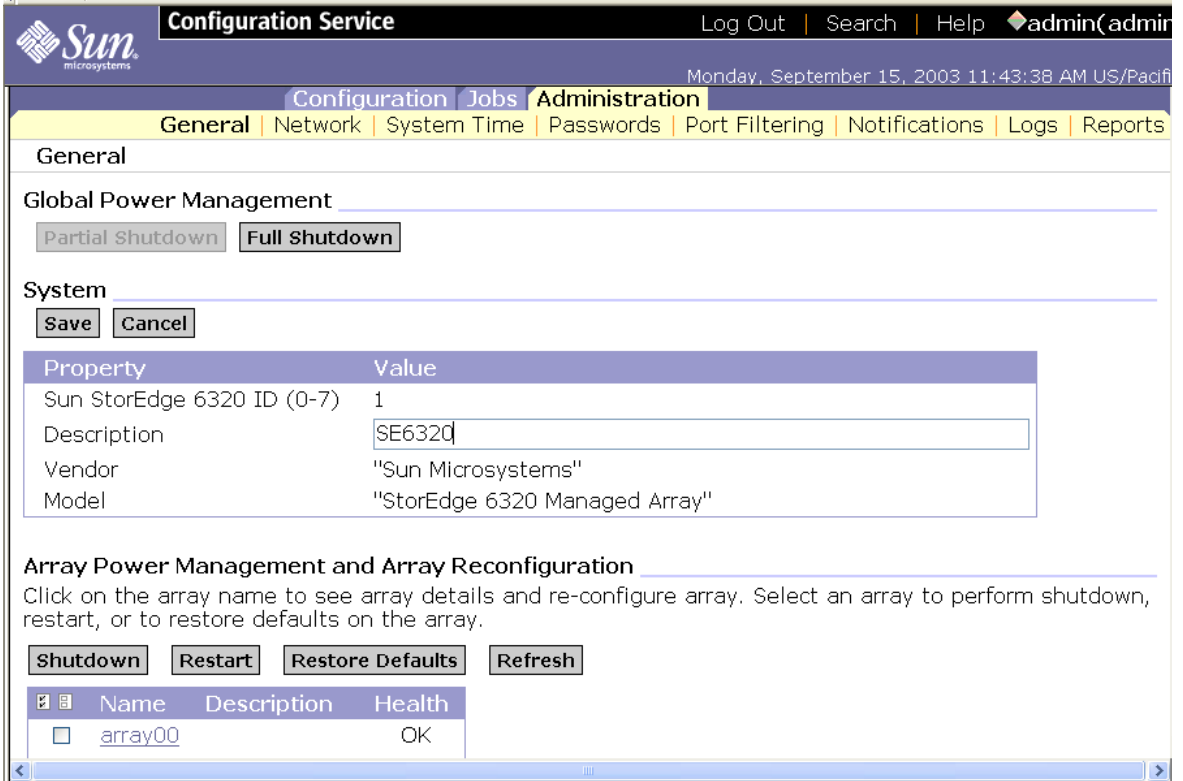 Configuration Service
Log Out | Search | Help admin(admin
Sun.
microsystems
Monday, September 15, 2003 11:43:38 AM US/Pacifi
Configuration Jobs Administration
General | Network | System Time | Passwords | Port Filtering | Notifications | Logs | Reports
General
Global Power Management
Partial Shutdown Full Shutdown
System
Save Cancel
Property Value
Sun StorEdge 6320 ID (0-7) 1
Description SE6320
Vendor "Sun Microsystems"
Model "StorEdge 6320 Managed Array"
Array Power Management and Array Reconfiguration
Click on the array name to see array details and re-configure array. Select an array to perform shutdown,
restart, or to restore defaults on the array.
Shutdown Restart Restore Defaults Refresh
Name Description Health
array00 OK